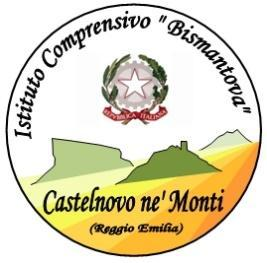 Istituto Comprensivo "Bismantova"
REPUBBLICA ITALIANA
Castelnovo ne' Monti
(Reggio Emilia)